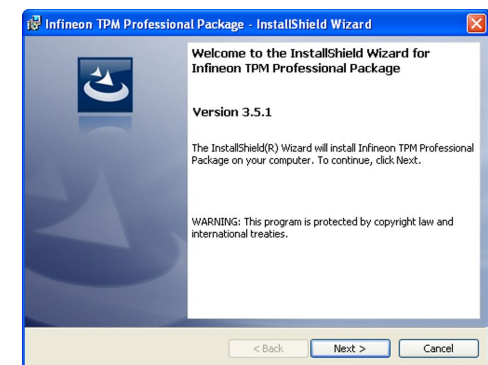 Infineon TPM Professional Package - InstallShield Wizard
Welcome to the InstallShield Wizard for
Infineon TPM Professional Package
Version 3.5.1
The InstallShield(R) Wizard will install Infineon TPM Professional
Package on your computer. To continue, click Next.
WARNING: This program is protected by copyright law and
international treaties.
< Back
Next >
Cancel